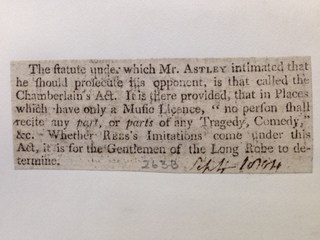 The statute under which Mr. ASTLEY intimated that
he should prosecute his opponent, is that called the
Chamberlain's Act. It is there provided, that in Places
which have only a Music Licence, "no person shall
recite any part, or parts of any Tragedy, Comedy,"
&c. Whether REES's Imitations come under this
Act, it is for the Gentlemen of the Long Robe to de-
termine.
2633